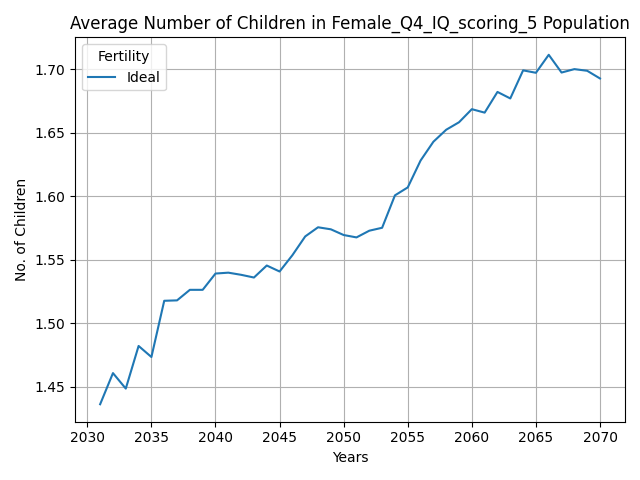 Average Number of Children in Female_Q4_IQ_scoring_5 Population
Fertility
Ideal
No. of Children
1.70
1.65
1.60
1.55
1.50
1.45
2030 2035 2040 2045 2050 2055 2060 2065 2070
Years